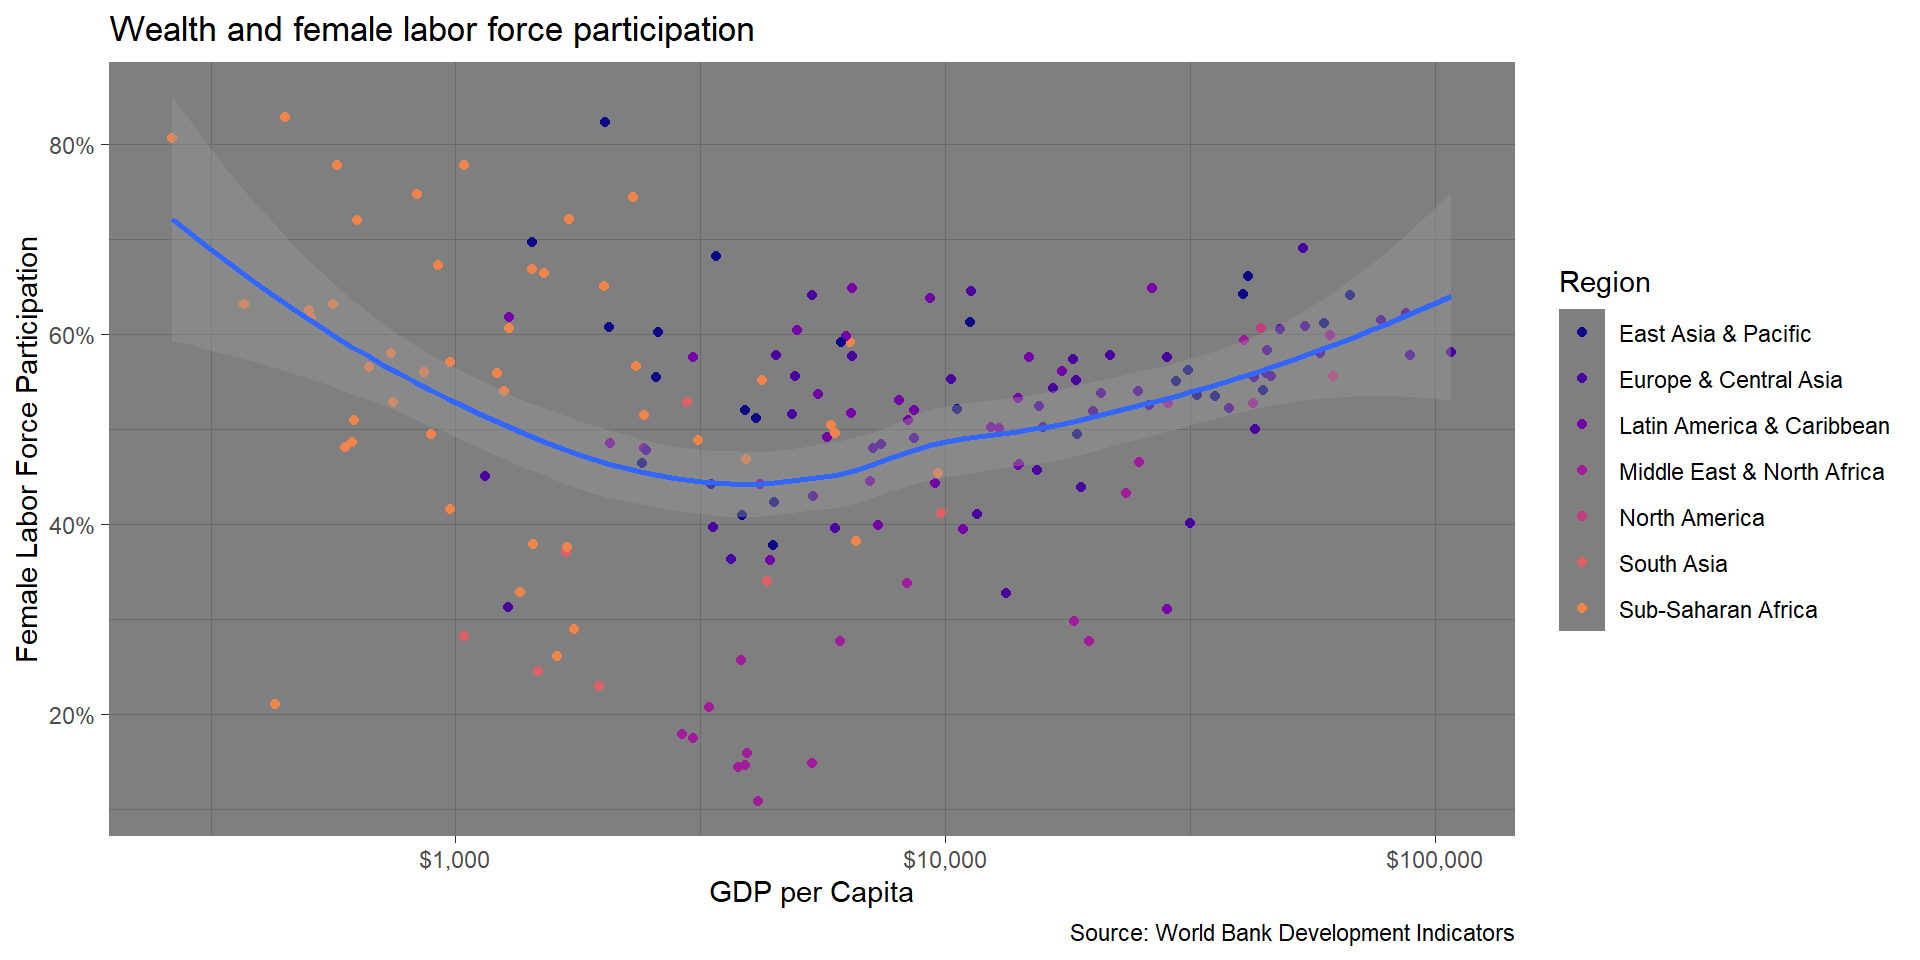 Wealth and female labor force participation
Female Labor Force Participation
80%
60%
40%
20%
$1,000
$10,000
$100,000
GDP per Capita
Region
East Asia & Pacific
Europe & Central Asia
Latin America & Caribbean
Middle East & North Africa
North America
South Asia
Sub-Saharan Africa
Source: World Bank Development Indicators